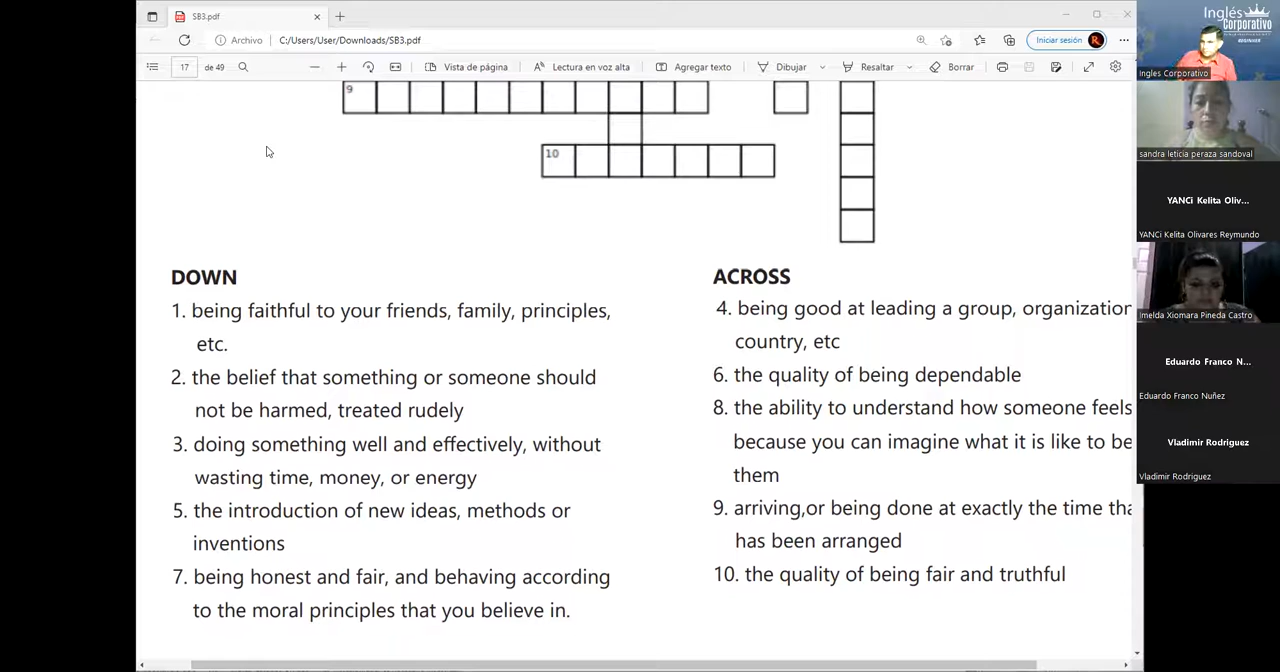 SB3.pdf
Archivo
C:/Users/User/Downloads/SB3.pdf
Iniciar sesión
R
17
de 49
Vista de página
Lectura en voz alta
Agregar texto
Dibujar
Resaltar
Borrar
9
10
DOWN
1. being faithful to your friends, family, principles,
etc.
2. the belief that something or someone should
not be harmed, treated rudely
3. doing something well and effectively, without
wasting time, money, or energy
5. the introduction of new ideas, methods or
inventions
7. being honest and fair, and behaving according
to the moral principles that you believe in.
ACROSS
4. being good at leading a group, organization
country, etc
6. the quality of being dependable
8. the ability to understand how someone feels
because you can imagine what it is like to be
them
9. arriving,or being done at exactly the time tha
has been arranged
10. the quality of being fair and truthful
Inglés
Corporativo
Ingles Corporativo
sandra leticia peraza sandoval
YANCi Kelita Oliv...
YANCi Kelita Olivares Reymundo
Imelda Xiomara Pineda Castro
Eduardo Franco N...
Eduardo Franco Nuñez
Vladimir Rodriguez
Vladimir Rodriguez